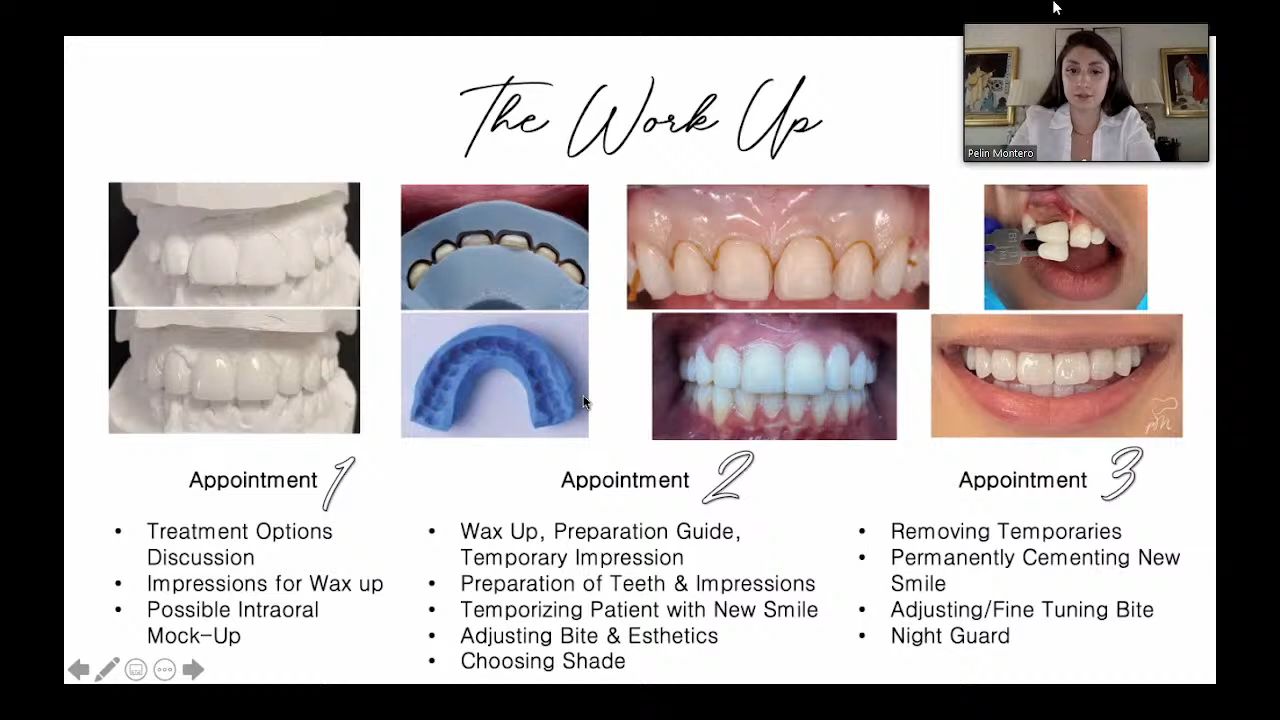 The Work Up
Pelin Montero
Appointment 1
• Treatment Options
Discussion
• Impressions for Wax up
• Possible Intraoral
Mock-Up
Appointment 2
• Wax Up, Preparation Guide,
Temporary Impression
• Preparation of Teeth & Impressions
• Temporizing Patient with New Smile
• Adjusting Bite & Esthetics
• Choosing Shade
Appointment 3
• Removing Temporaries
• Permanently Cementing New
Smile
• Adjusting/Fine Tuning Bite
• Night Guard